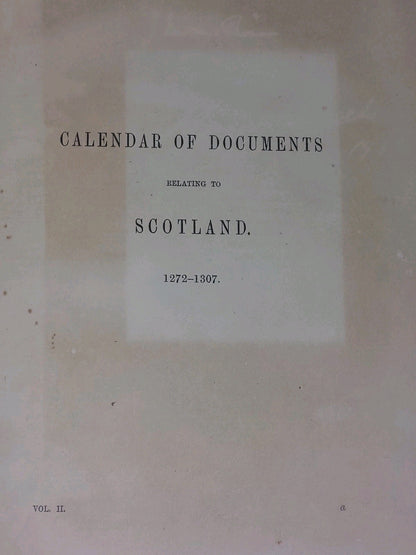 CALENDAR OF DOCUMENTS
RELATING TO
SCOTLAND.
1272–1307.
VOL. II. a